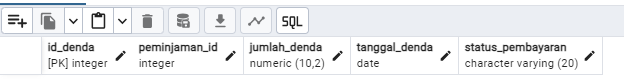 SQL
id_denda peminjaman_id jumlah_denda tanggal_denda status_pembayaran
[PK] integer integer numeric (10,2) date character varying (20)